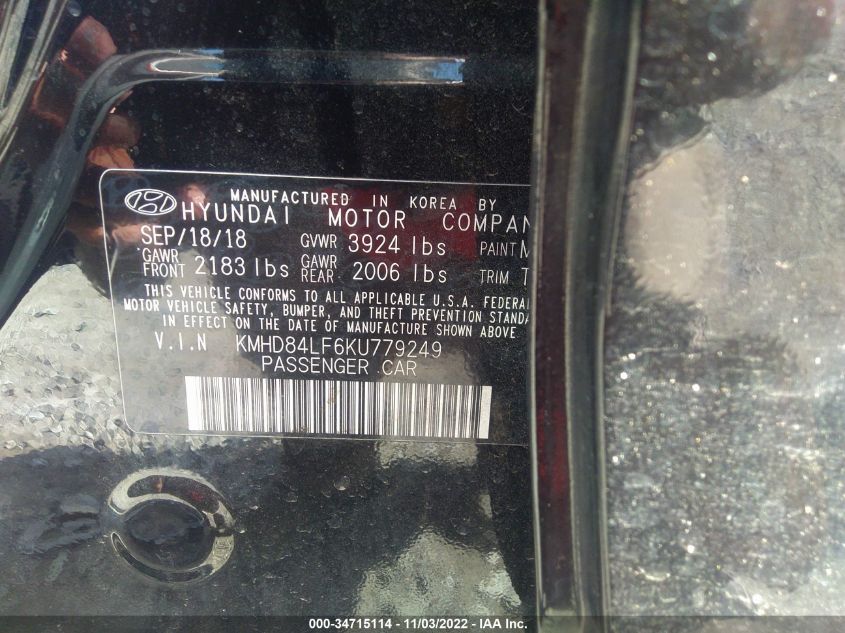 MANUFACTURED IN KOREA BY
HYUNDAI MOTOR COMPAN
SEP/18/18 GVWR 3924 lbs PAINT M
GAWR FRONT 2183 lbs GAWR REAR 2006 lbs TRIM T
THIS VEHICLE CONFORMS TO ALL APPLICABLE U.S.A. FEDERA
MOTOR VEHICLE SAFETY, BUMPER, AND THEFT PREVENTION STANDA
IN EFFECT ON THE DATE OF MANUFACTURE SHOWN ABOVE
V.I.N KMHD84LF6KU779249
PASSENGER CAR
000-34715114 - 11/03/2022 - IAA Inc.